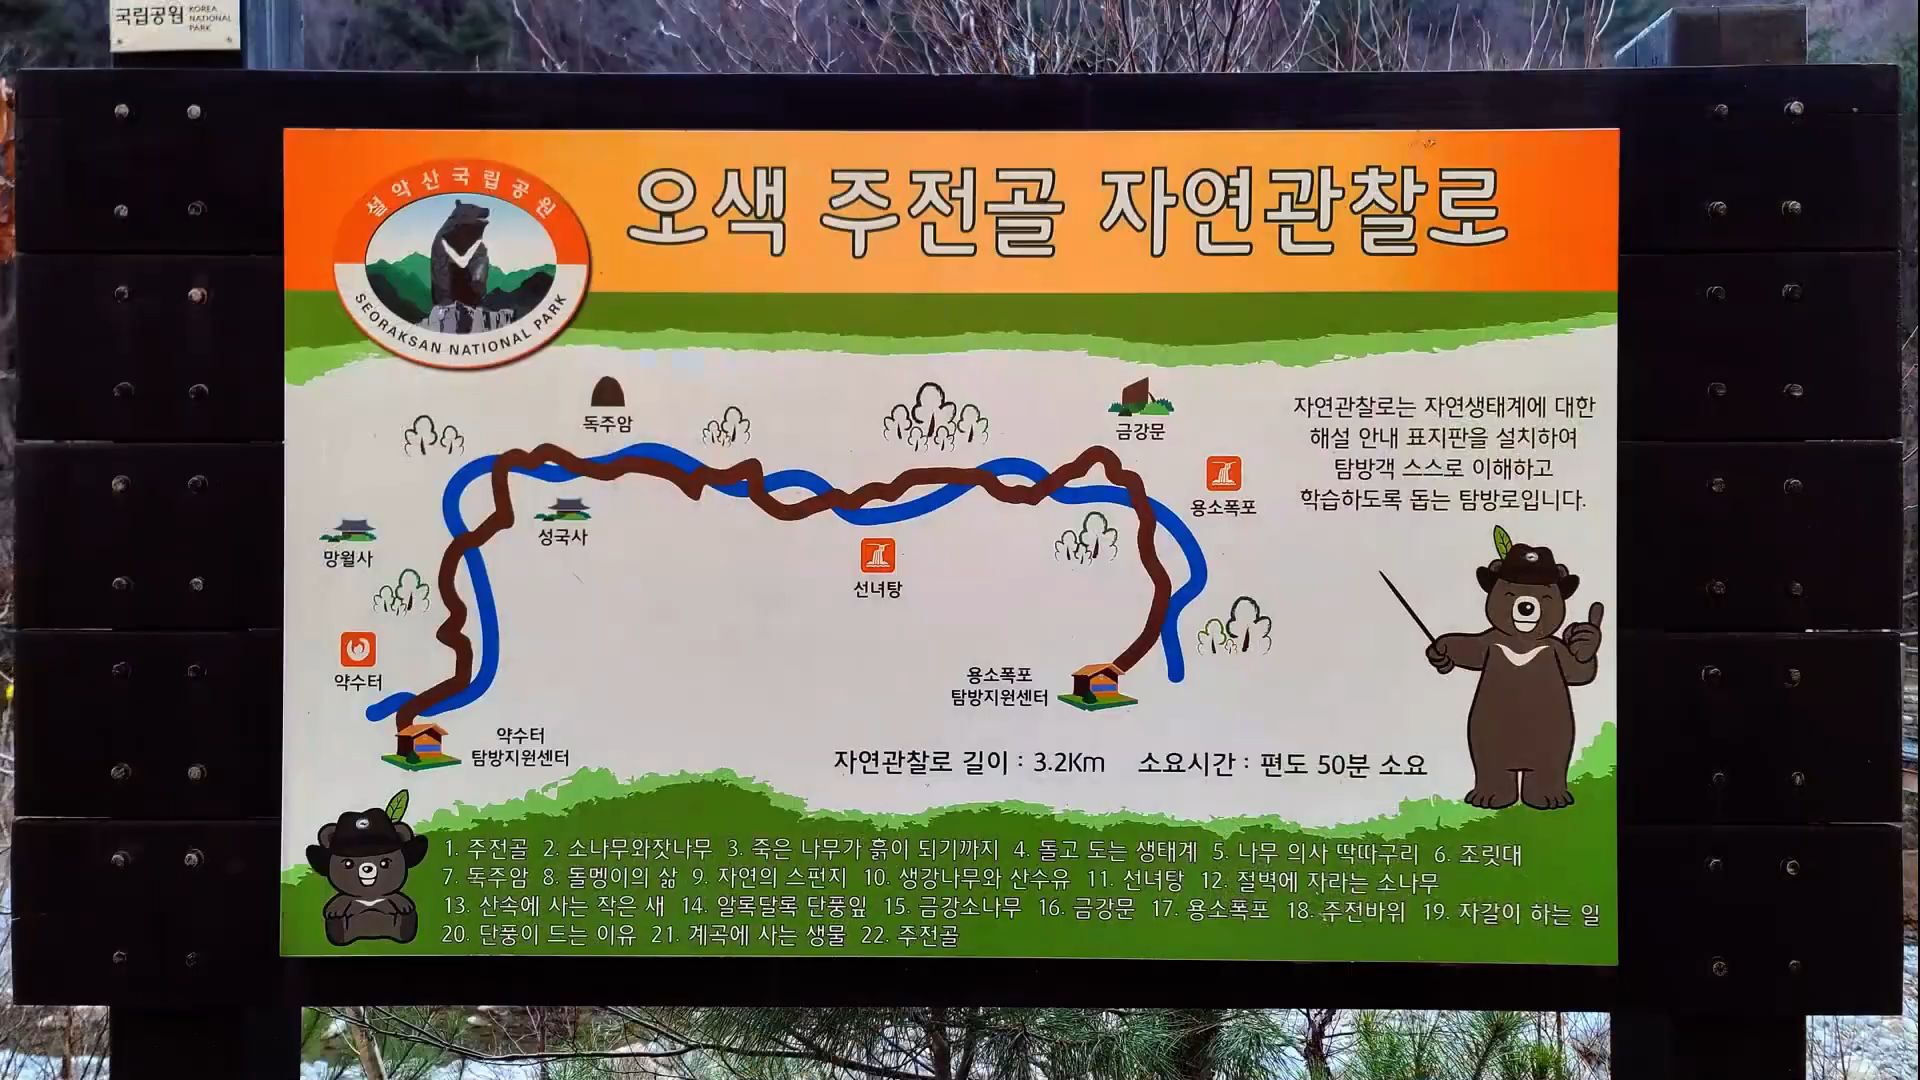 국립공원
KOREA
NATIONAL
PARK
설악산국립공원
SEORAKSAN NATIONAL PARK
오색 주전골 자연관찰로
자연관찰로는 자연생태계에 대한
해설 안내 표지판을 설치하여
탐방객 스스로 이해하고
학습하도록 돕는 탐방로입니다.
독주암
금강문
용소폭포
성국사
망월사
선녀탕
약수터
용소폭포
탐방지원센터
약수터
탐방지원센터
자연관찰로 길이 : 3.2Km 소요시간 : 편도 50분 소요
1. 주전골 2. 소나무와잣나무 3. 죽은 나무가 흙이 되기까지 4. 돌고 도는 생태계 5. 나무 의사 딱따구리 6. 조릿대
7. 독주암 8. 돌멩이의 삶 9. 자연의 스펀지 10. 생강나무와 산수유 11. 선녀탕 12. 절벽에 자라는 소나무
13. 산속에 사는 작은 새 14. 알록달록 단풍잎 15. 금강소나무 16. 금강문 17. 용소폭포 18. 주전바위 19. 자갈이 하는 일
20. 단풍이 드는 이유 21. 계곡에 사는 생물 22. 주전골